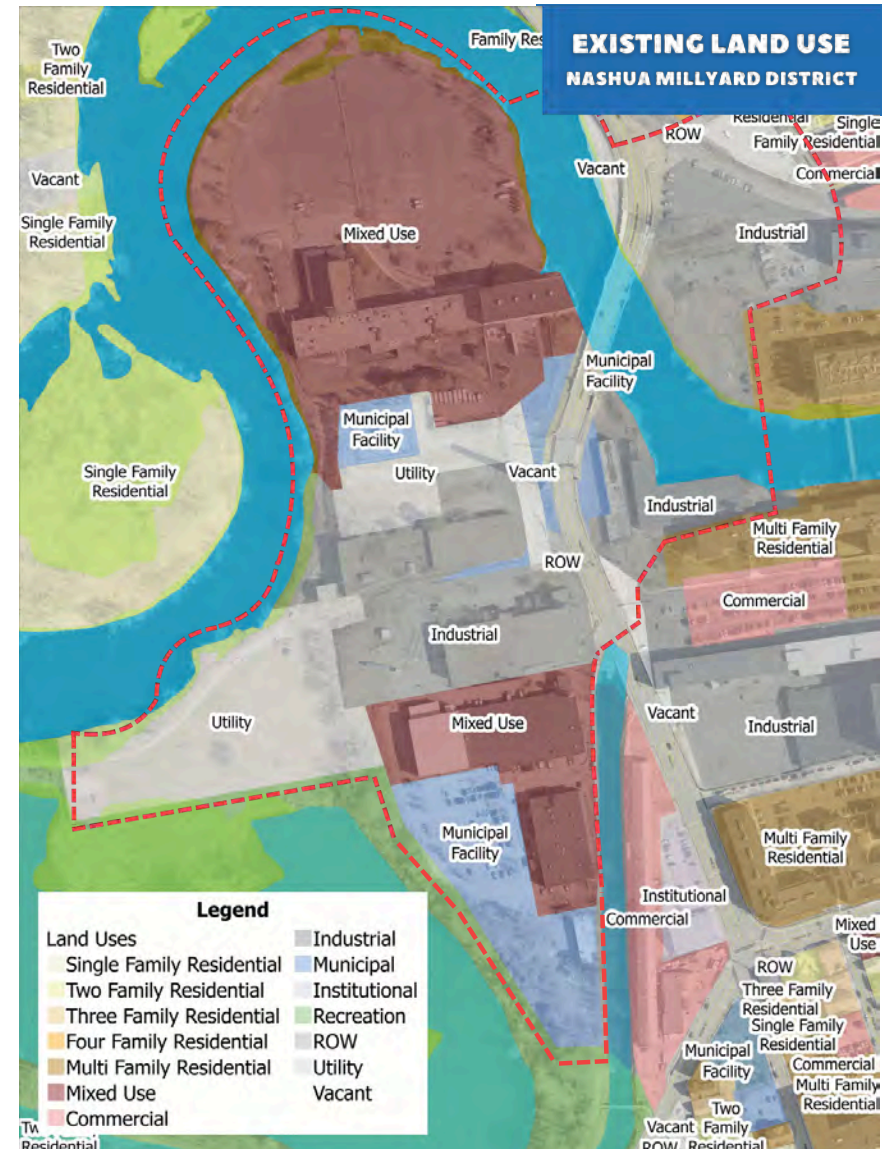 EXISTING LAND USE
NASHUA MILLYARD DISTRICT
Two
Family
Residential
Family Res
Vacant
Single Family
Residential
ROW
Residential
Single
Family Residential
Commercial
Vacant
Industrial
Mixed Use
Municipal
Facility
Municipal
Facility
Single Family
Residential
Utility
Vacant
Industrial
ROW
Multi Family
Residential
Commercial
Industrial
Utility
Mixed Use
Vacant
Industrial
Municipal
Facility
Multi Family
Residential
Institutional
Commercial
Mixed
Use
ROW
Three Family
Residential
Single Family
Residential
Municipal
Facility
Commercial
Multi Family
Residential
Two
Family
Residential
Vacant
ROW
Legend
Land Uses
Single Family Residential
Two Family Residential
Three Family Residential
Four Family Residential
Multi Family Residential
Mixed Use
Commercial
Industrial
Municipal
Institutional
Recreation
ROW
Utility
Vacant
Tw
Residential